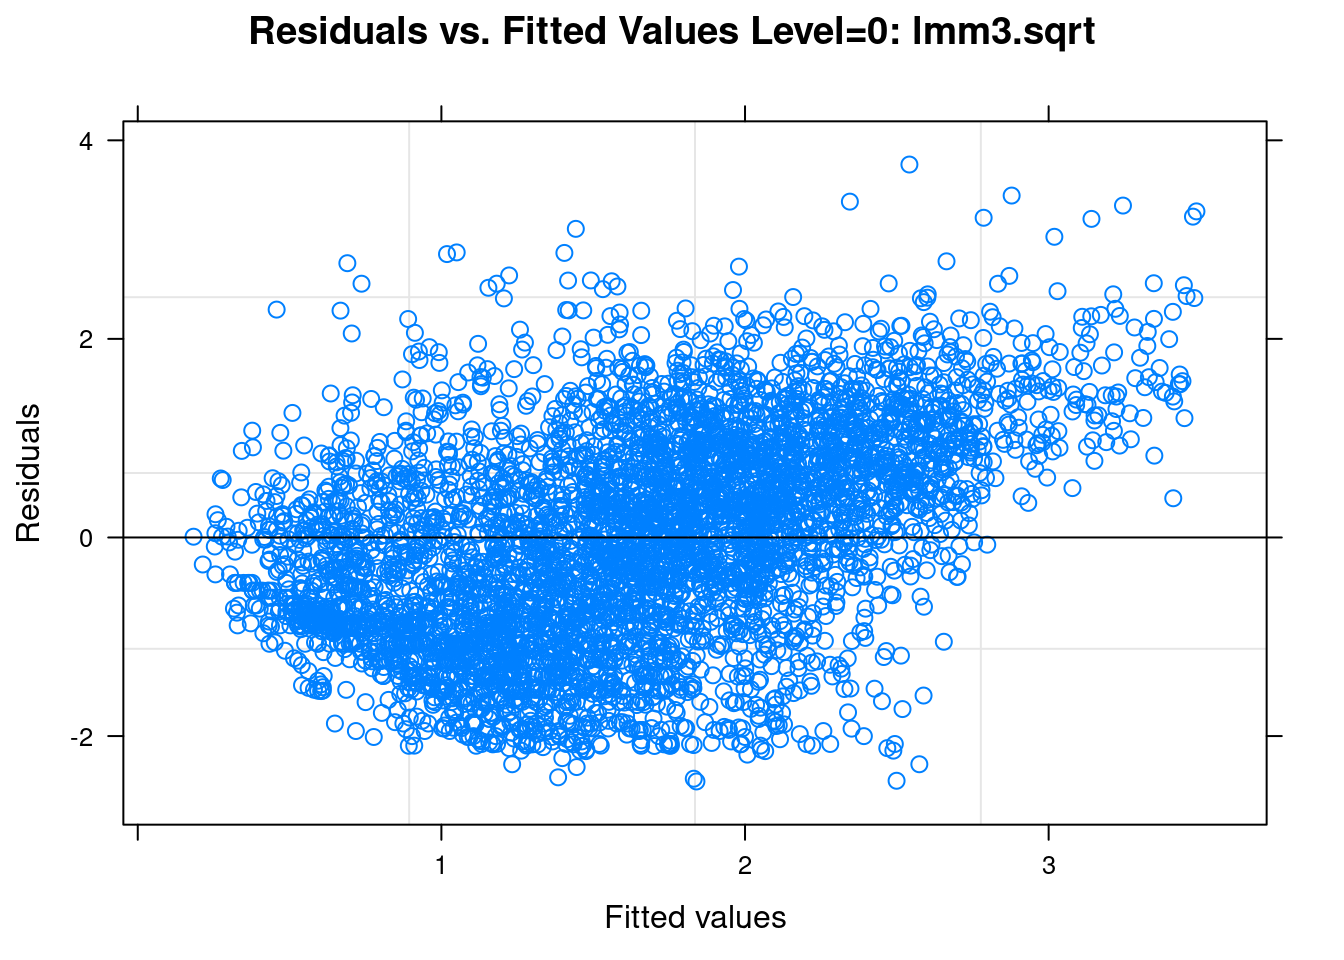 Residuals vs. Fitted Values Level=0: lmm3.sqrt
4
2
0
-2
Residuals
1 2 3
Fitted values